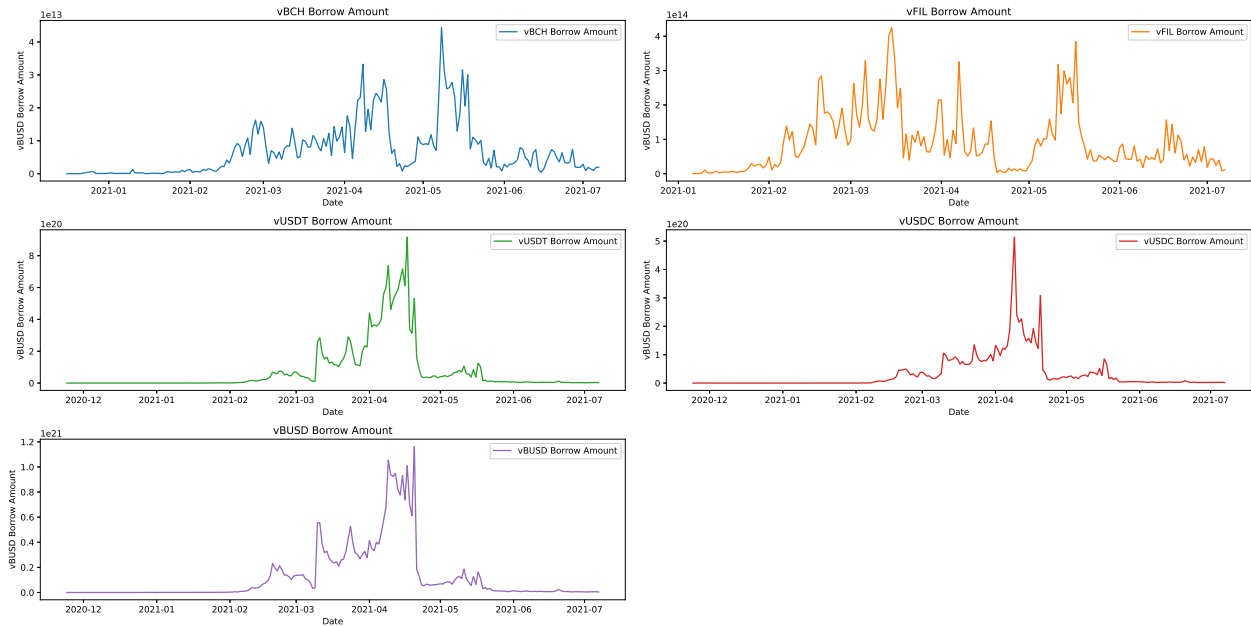 vBCH Borrow Amount
1e13
vBCH Borrow Amount
vBUSD Borrow Amount
4
3
2
1
0
2021-01 2021-02 2021-03 2021-04 2021-05 2021-06 2021-07
Date
vFIL Borrow Amount
1e14
vFIL Borrow Amount
vBUSD Borrow Amount
4
3
2
1
0
2021-01 2021-02 2021-03 2021-04 2021-05 2021-06 2021-07
Date
vUSDT Borrow Amount
1e20
vUSDT Borrow Amount
vBUSD Borrow Amount
8
6
4
2
0
2020-12 2021-01 2021-02 2021-03 2021-04 2021-05 2021-06 2021-07
Date
vUSDC Borrow Amount
1e20
vUSDC Borrow Amount
vBUSD Borrow Amount
5
4
3
2
1
0
2020-12 2021-01 2021-02 2021-03 2021-04 2021-05 2021-06 2021-07
Date
vBUSD Borrow Amount
1e21
vBUSD Borrow Amount
vBUSD Borrow Amount
1.2
1.0
0.8
0.6
0.4
0.2
0.0
2020-12 2021-01 2021-02 2021-03 2021-04 2021-05 2021-06 2021-07
Date